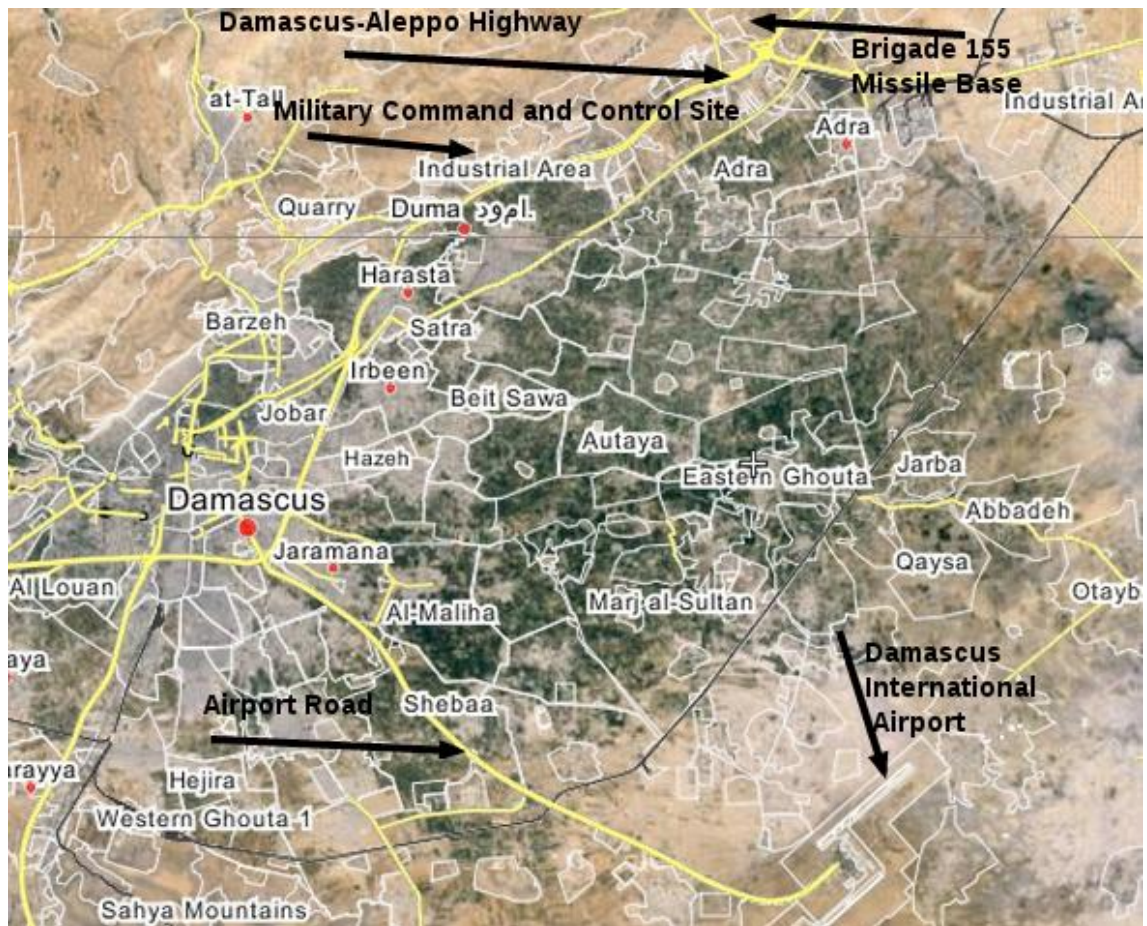 Damascus-Aleppo Highway
Brigade 155
Missile Base
at-Tall
Military Command and Control Site
Industrial A
Adra
Industrial Area
Adra
Quarry
Duma دوما.
Harasta
Barzeh
Satra
Irbeen
Beit Sawa
Jobar
Autaya
Hazeh
Jarba
Eastern Ghouta
Damascus
Abbadeh
Jaramana
Qaysa
Al Louan
Otayb
Al-Maliha
Marj al-Sultan
aya
Damascus
International
Airport
Airport Road
Shebaa
arayya
Hejira
Western Ghouta 1
Sahya Mountains